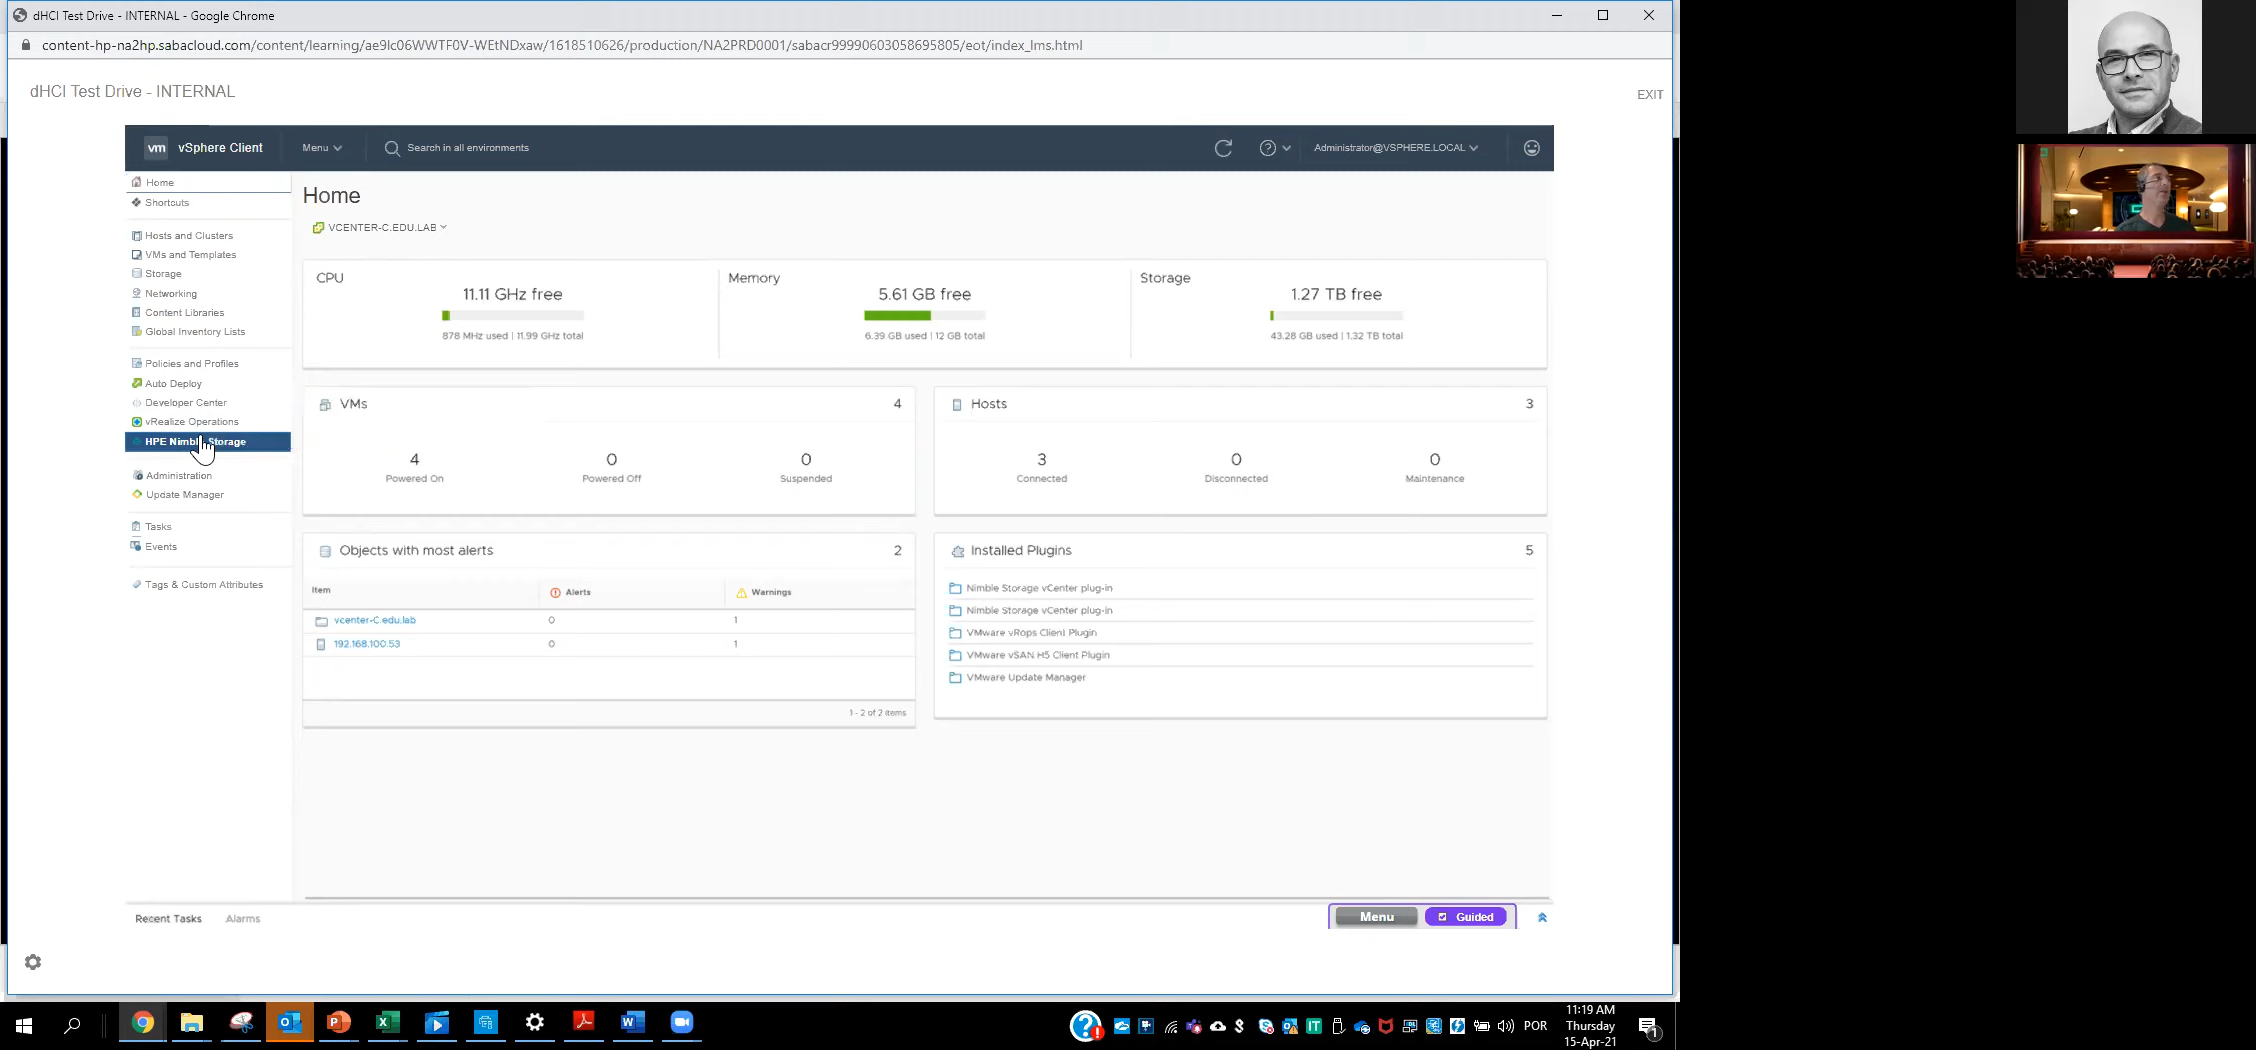 dHCI Test Drive - INTERNAL - Google Chrome
content-hp-na2hp.sabacloud.com/content/learning/ae9lc06WWTF0V-WEtNDxaw/1618510626/production/NA2PRD0001/sabacr99990603058695805/eot/index_lms.html
dHCI Test Drive - INTERNAL
EXIT
vm vSphere Client Menu Search in all environments Administrator@VSPHERE.LOCAL
Home
Shortcuts
Hosts and Clusters
VMs and Templates
Storage
Networking
Content Libraries
Global Inventory Lists
Policies and Profiles
Auto Deploy
Developer Center
vRealize Operations
HPE Nimble Storage
Administration
Update Manager
Tasks
Events
Tags & Custom Attributes
Home
VCENTER-C.EDU.LAB
CPU
11.11 GHz free
878 MHz used | 11.99 GHz total
Memory
5.61 GB free
6.39 GB used | 12 GB total
Storage
1.27 TB free
43.28 GB used | 1.32 TB total
VMs 4
4 0 0
Powered On Powered Off Suspended
Hosts 3
3 0 0
Connected Disconnected Maintenance
Objects with most alerts 2
Item Alerts Warnings
vcenter-C.edu.lab 0 1
192.168.100.53 0 1
1 - 2 of 2 items
Installed Plugins 5
Nimble Storage vCenter plug-in
Nimble Storage vCenter plug-in
VMware vRops Client Plugin
VMware vSAN H5 Client Plugin
VMware Update Manager
Recent Tasks Alarms
Menu Guided
POR
11:19 AM
Thursday
15-Apr-21
1